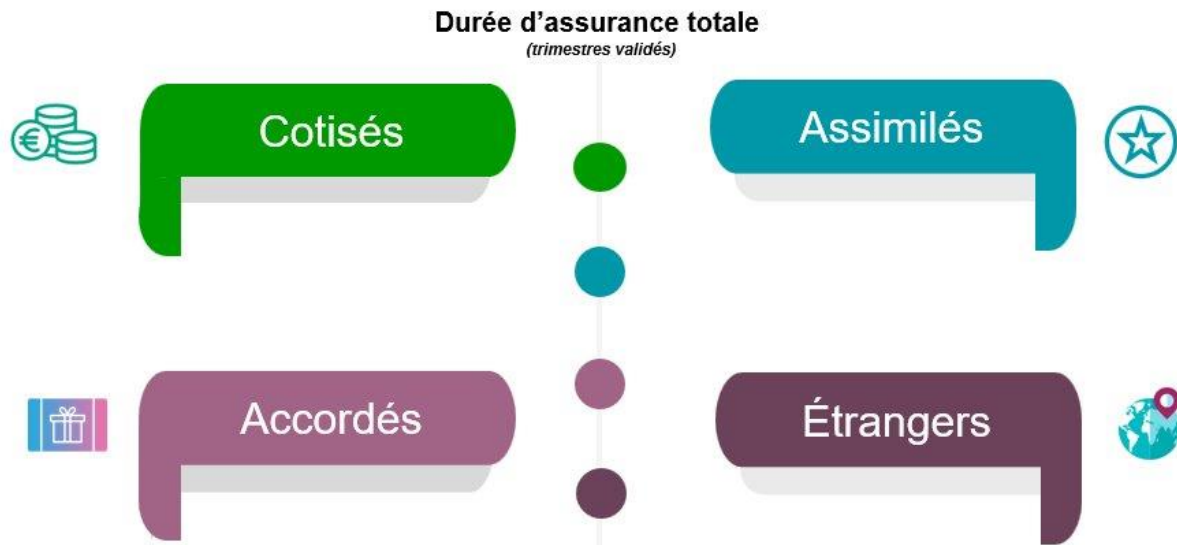 Durée d’assurance totale
(trimestres validés)
Cotisés
Assimilés
Accordés
Étrangers